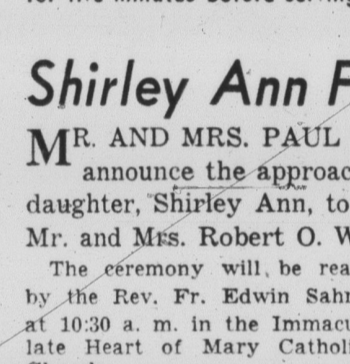 Shirley Ann F
MR. AND MRS. PAUL
announce the approac
daughter, Shirley Ann, to
Mr. and Mrs. Robert O. W
The ceremony will be rea
by the Rev. Fr. Edwin Sahr
at 10:30 a. m. in the Immacu
late Heart of Mary Catholi